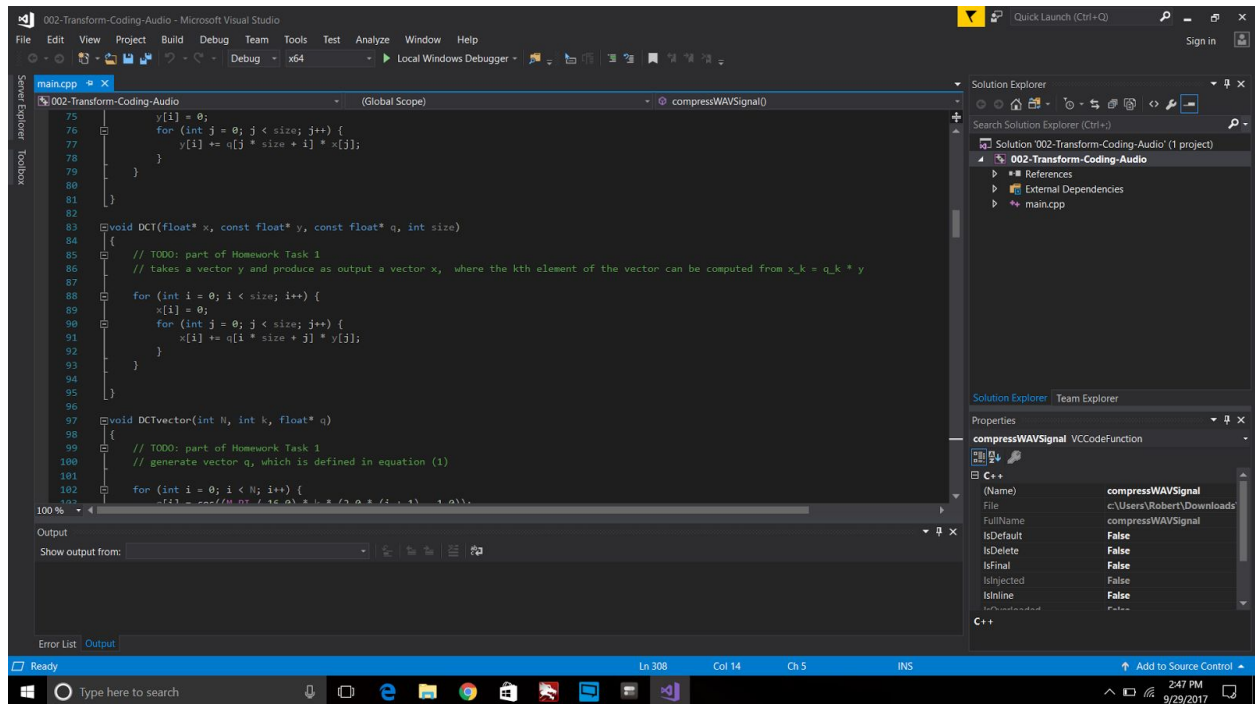 002-Transform-Coding-Audio - Microsoft Visual Studio
Quick Launch (Ctrl+Q)
File Edit View Project Build Debug Team Tools Test Analyze Window Help
Sign in
Debug x64 Local Windows Debugger
Server Explorer
Toolbox
main.cpp
002-Transform-Coding-Audio (Global Scope) compressWAVSignal()
75 y[i] = 0;
76 for (int j = 0; j < size; j++) {
77 y[i] += q[j * size + i] * x[j];
78 }
79 }
80
81 }
82
83 void DCT(float* x, const float* y, const float* q, int size)
84 {
85 // TODO: part of Homework Task 1
86 // takes a vector y and produce as output a vector x, where the kth element of the vector can be computed from x_k = q_k * y
87
88 for (int i = 0; i < size; i++) {
89 x[i] = 0;
90 for (int j = 0; j < size; j++) {
91 x[i] += q[i * size + j] * y[j];
92 }
93 }
94
95 }
96
97 void DCTvector(int N, int k, float* q)
98 {
99 // TODO: part of Homework Task 1
100 // generate vector q, which is defined in equation (1)
101
102 for (int i = 0; i < N; i++) {
100 %
Output
Show output from:
Error List Output
Solution Explorer
Search Solution Explorer (Ctrl+;)
Solution '002-Transform-Coding-Audio' (1 project)
002-Transform-Coding-Audio
References
External Dependencies
main.cpp
Solution Explorer Team Explorer
Properties
compressWAVSignal VCCodeFunction
C++
(Name) compressWAVSignal
File c:\Users\Robert\Downloads
FullName compressWAVSignal
IsDefault False
IsDelete False
IsFinal False
IsInjected False
IsInline False
IsOverloaded False
C++
Ready Ln 308 Col 14 Ch 5 INS Add to Source Control
Type here to search
2:47 PM
9/29/2017